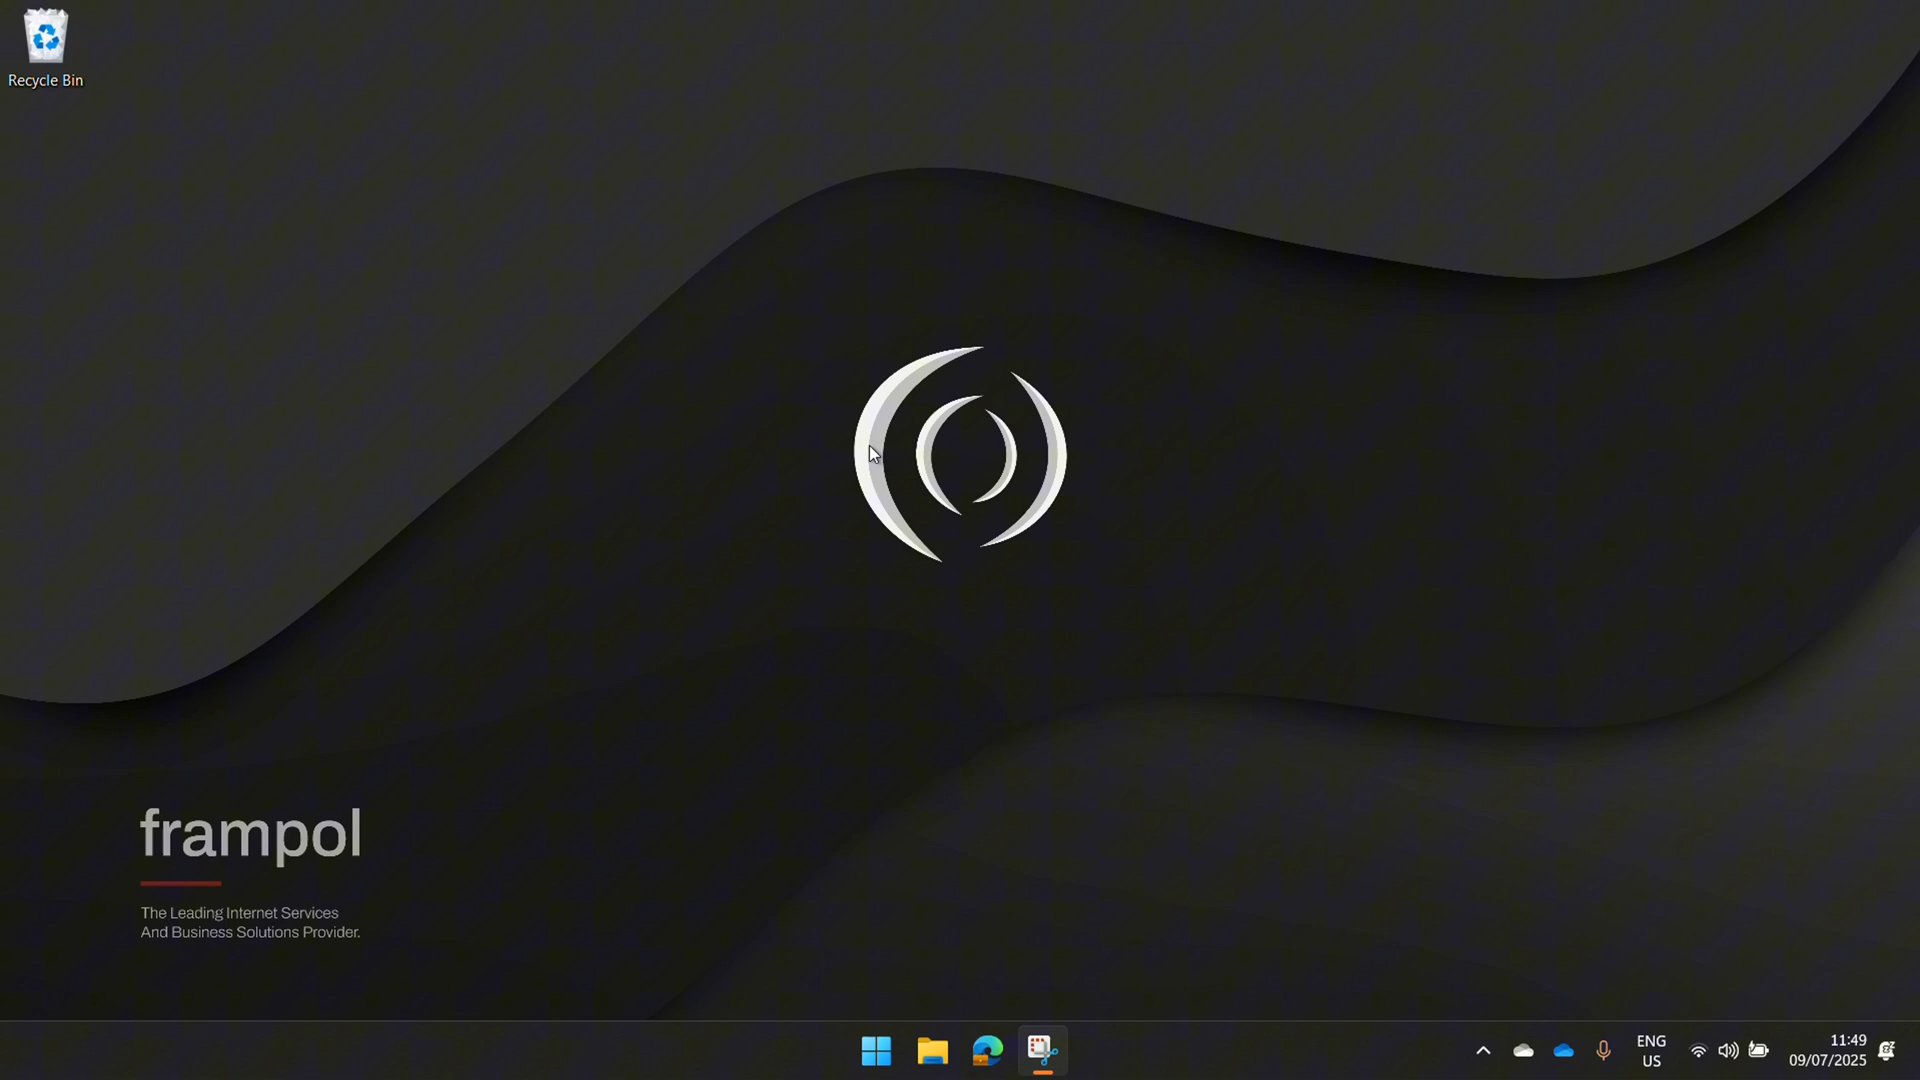 Recycle Bin
frampol
The Leading Internet Services
And Business Solutions Provider.
ENG
US
11:49
09/07/2025